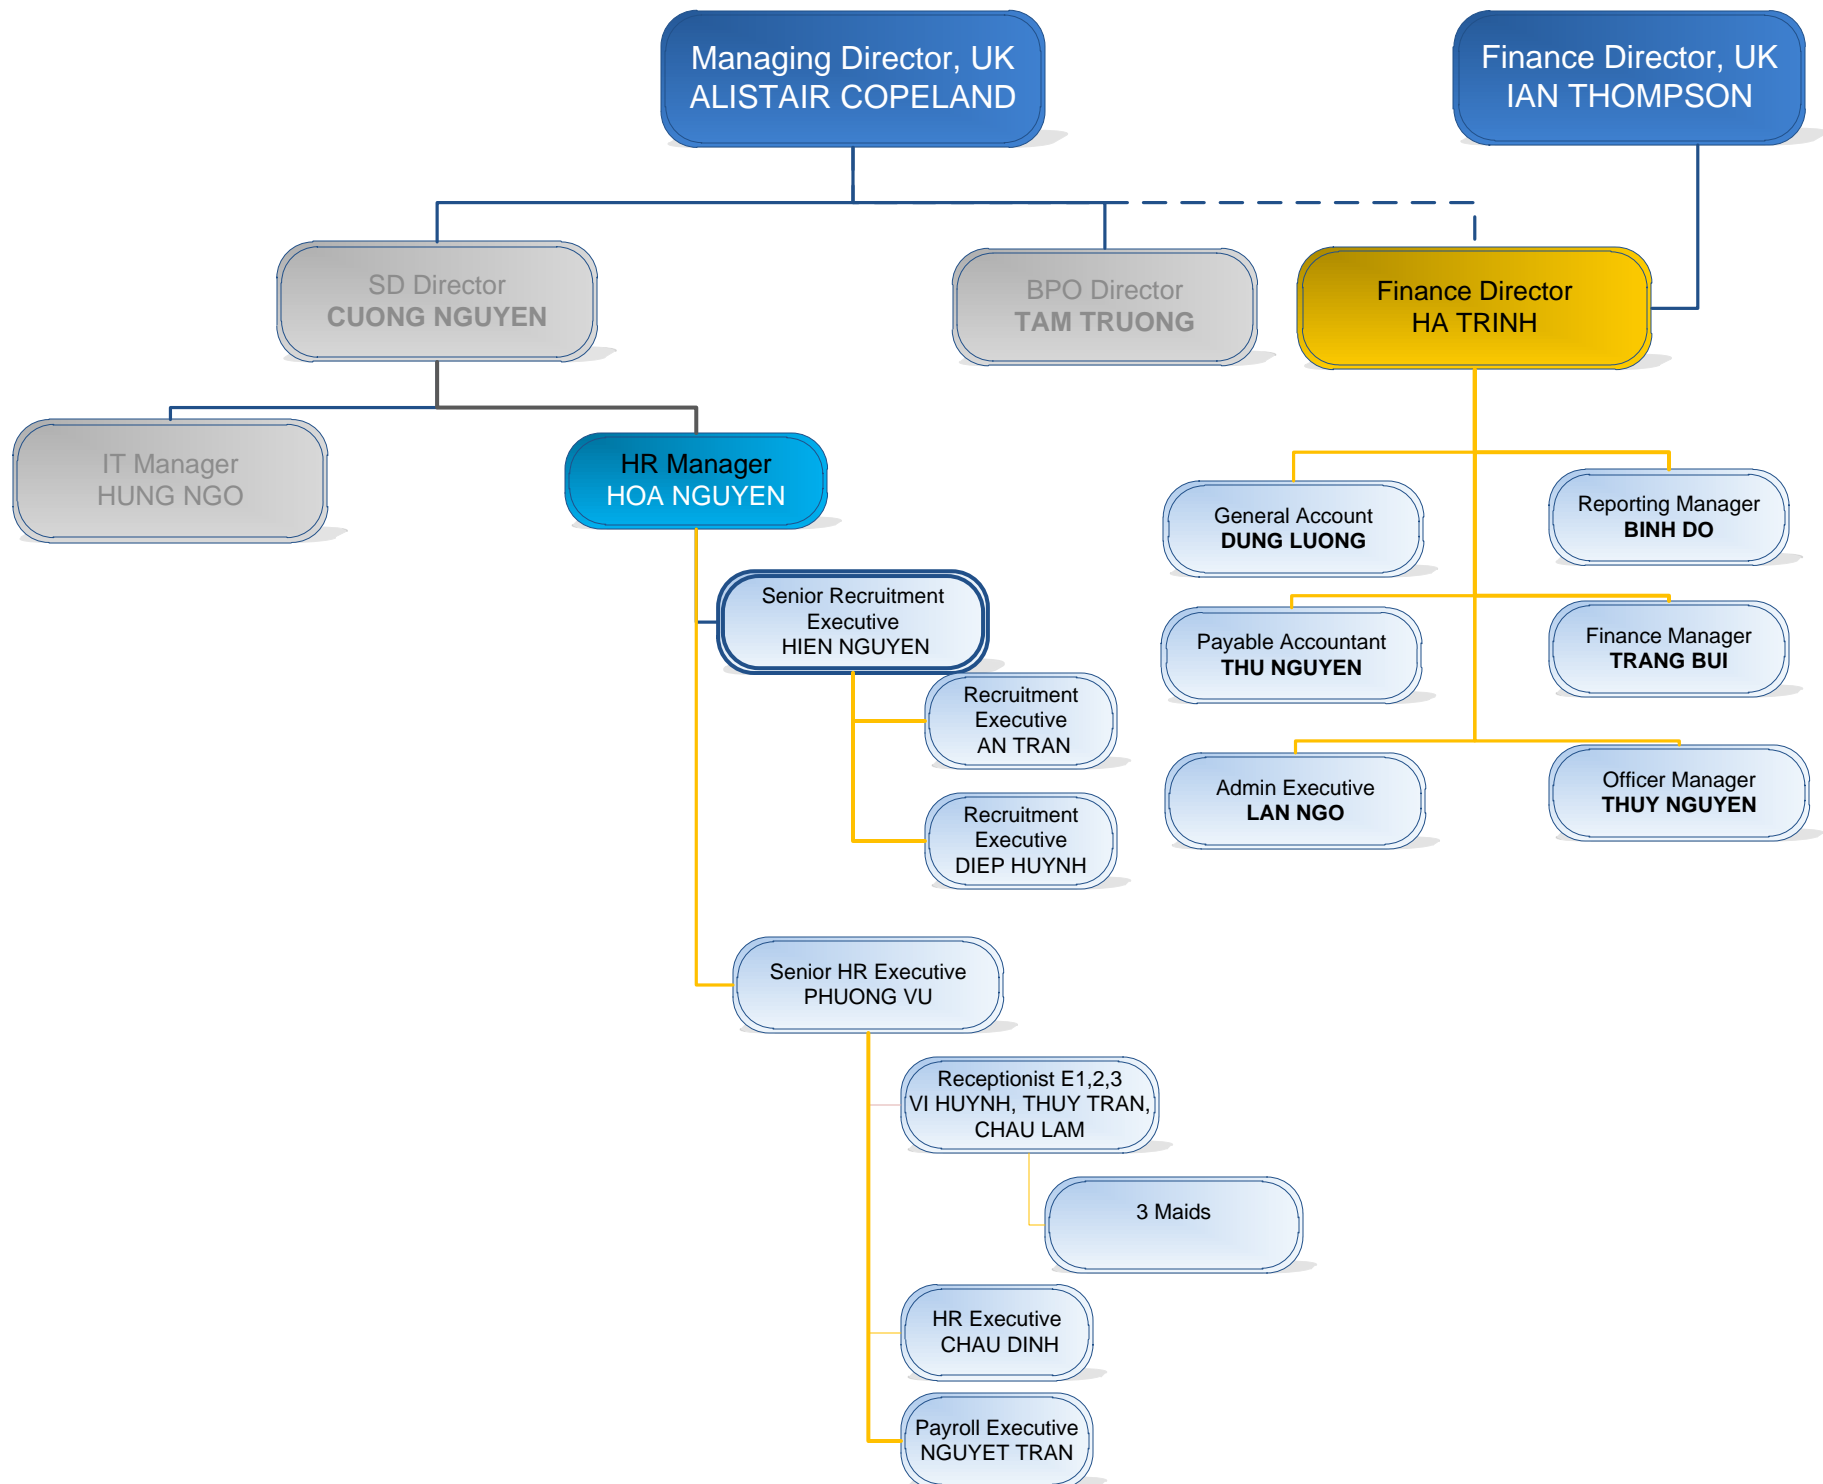 Managing Director, UK
ALISTAIR COPELAND
Finance Director, UK
IAN THOMPSON
SD Director
CUONG NGUYEN
BPO Director
TAM TRUONG
Finance Director
HA TRINH
IT Manager
HUNG NGO
HR Manager
HOA NGUYEN
General Account
DUNG LUONG
Reporting Manager
BINH DO
Senior Recruitment
Executive
HIEN NGUYEN
Payable Accountant
THU NGUYEN
Finance Manager
TRANG BUI
Recruitment
Executive
AN TRAN
Admin Executive
LAN NGO
Officer Manager
THUY NGUYEN
Recruitment
Executive
DIEP HUYNH
Senior HR Executive
PHUONG VU
Receptionist E1,2,3
VI HUYNH, THUY TRAN,
CHAU LAM
3 Maids
HR Executive
CHAU DINH
Payroll Executive
NGUYET TRAN